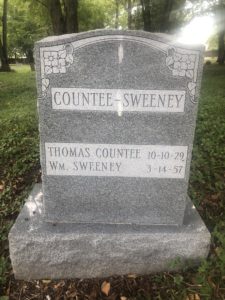 COUNTEE-SWEENEY
THOMAS COUNTEE 10-10-29
WM. SWEENEY 3-14-57